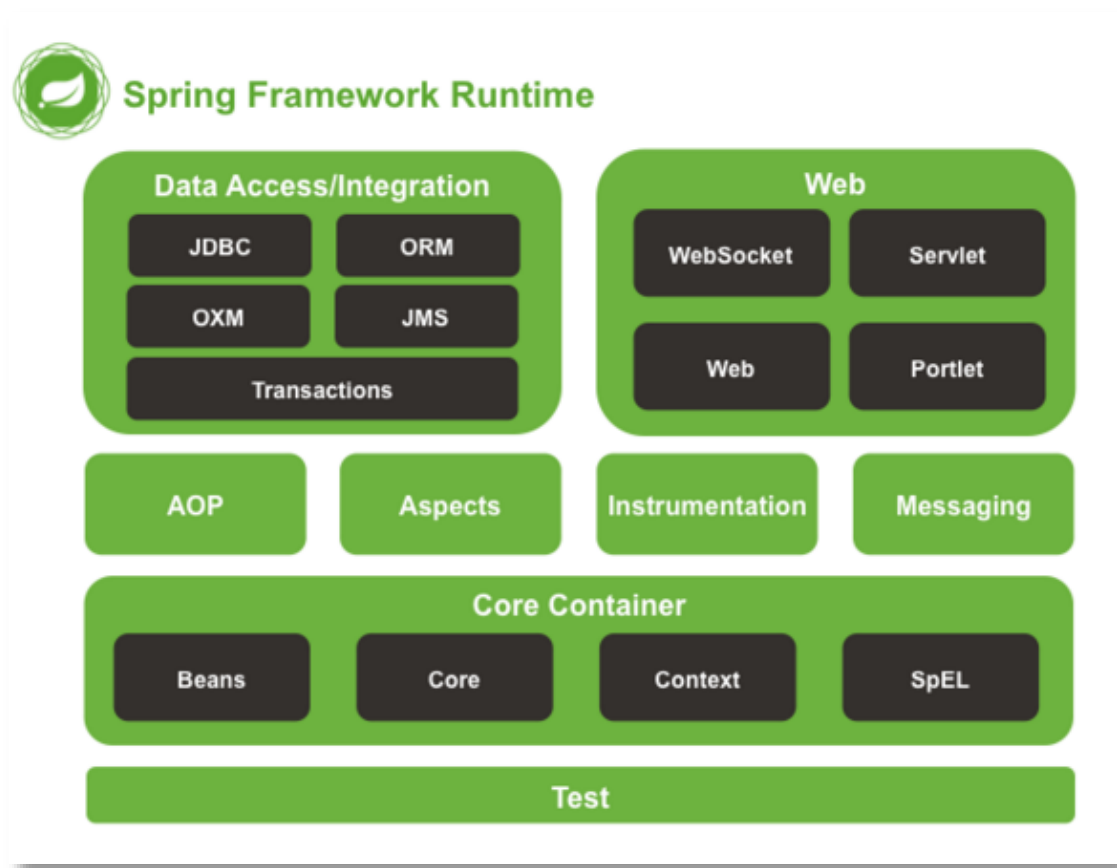 Spring Framework Runtime
Data Access/Integration
JDBC
ORM
OXM
JMS
Transactions
Web
WebSocket
Servlet
Web
Portlet
AOP
Aspects
Instrumentation
Messaging
Core Container
Beans
Core
Context
SpEL
Test